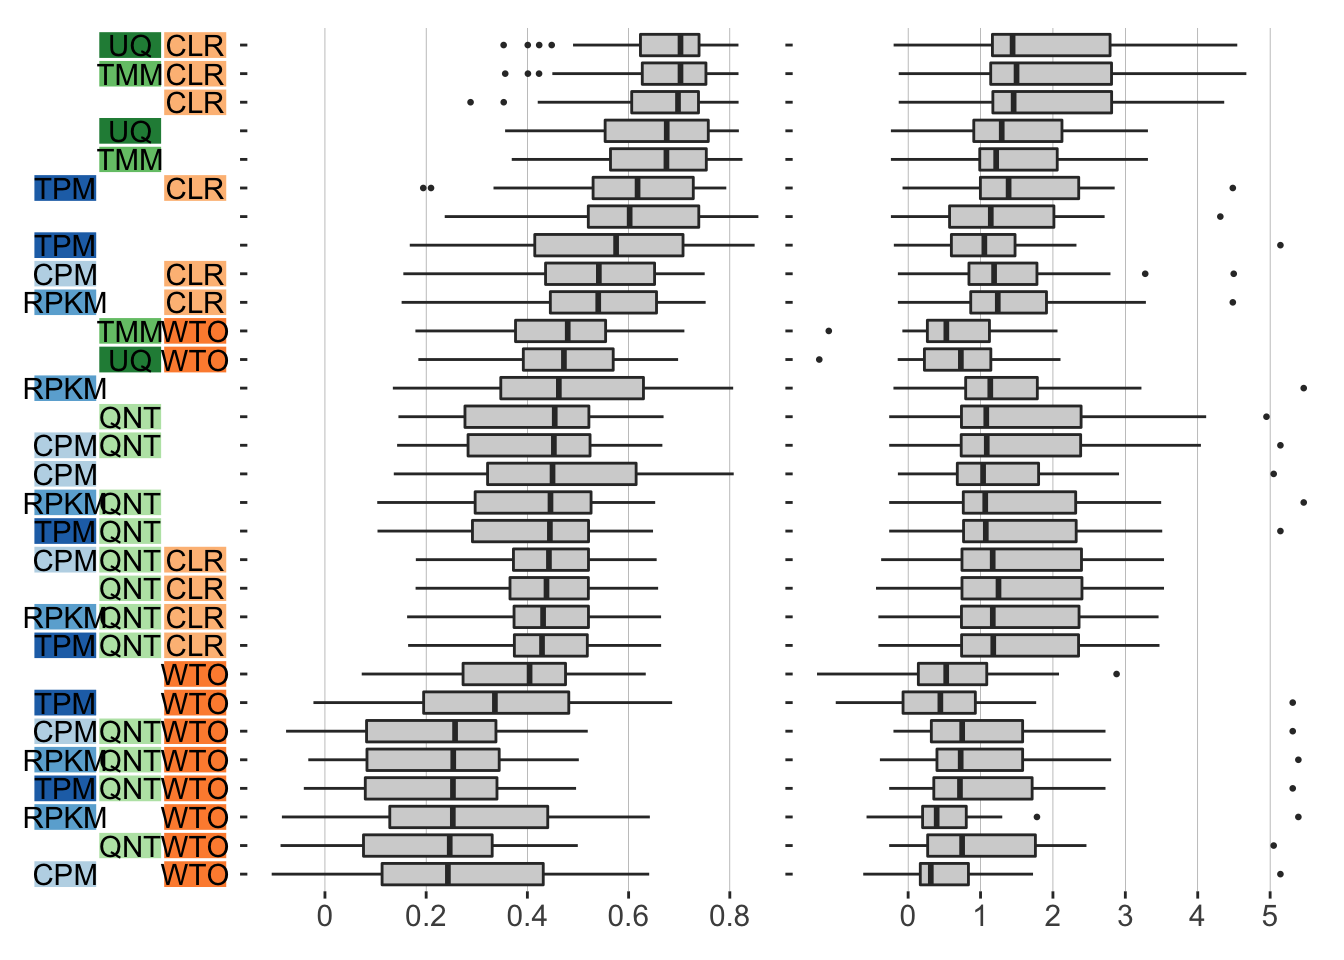 UQ CLR
TMM CLR
CLR
UQ
TMM
TPM CLR
TPM
CPM CLR
RPKM CLR
TMM WTO
UQ WTO
RPKM
QNT
CPM QNT
CPM
RPKM QNT
TPM QNT
CPM QNT CLR
QNT CLR
RPKM QNT CLR
TPM QNT CLR
WTO
TPM WTO
CPM QNT WTO
RPKM QNT WTO
TPM QNT WTO
RPKM WTO
QNT WTO
CPM WTO
0 0.2 0.4 0.6 0.8 0 1 2 3 4 5